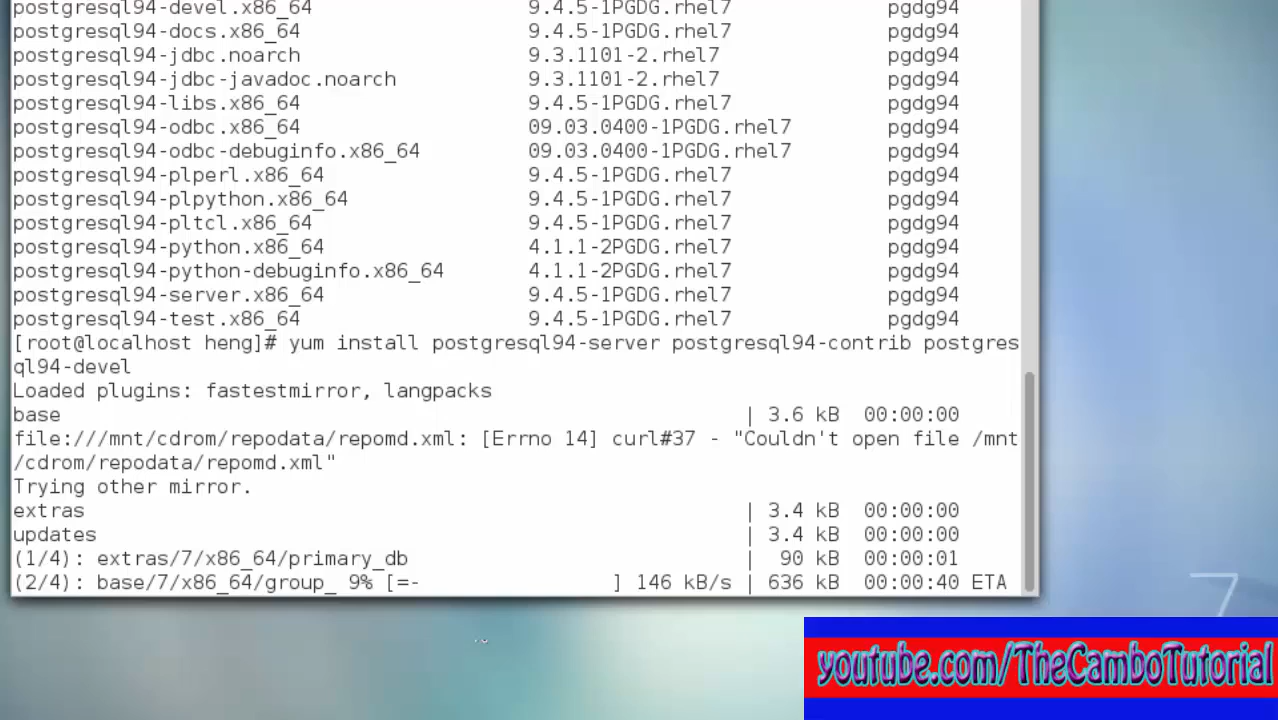 postgresql94-devel.x86_64 9.4.5-1PGDG.rhel7 pgdg94
postgresql94-docs.x86_64 9.4.5-1PGDG.rhel7 pgdg94
postgresql94-jdbc.noarch 9.3.1101-2.rhel7 pgdg94
postgresql94-jdbc-javadoc.noarch 9.3.1101-2.rhel7 pgdg94
postgresql94-libs.x86_64 9.4.5-1PGDG.rhel7 pgdg94
postgresql94-odbc.x86_64 09.03.0400-1PGDG.rhel7 pgdg94
postgresql94-odbc-debuginfo.x86_64 09.03.0400-1PGDG.rhel7 pgdg94
postgresql94-plperl.x86_64 9.4.5-1PGDG.rhel7 pgdg94
postgresql94-plpython.x86_64 9.4.5-1PGDG.rhel7 pgdg94
postgresql94-pltcl.x86_64 9.4.5-1PGDG.rhel7 pgdg94
postgresql94-python.x86_64 4.1.1-2PGDG.rhel7 pgdg94
postgresql94-python-debuginfo.x86_64 4.1.1-2PGDG.rhel7 pgdg94
postgresql94-server.x86_64 9.4.5-1PGDG.rhel7 pgdg94
postgresql94-test.x86_64 9.4.5-1PGDG.rhel7 pgdg94
[root@localhost heng]# yum install postgresql94-server postgresql94-contrib postgres
ql94-devel
Loaded plugins: fastestmirror, langpacks
base | 3.6 kB 00:00:00
file:///mnt/cdrom/repodata/repomd.xml: [Errno 14] curl#37 - "Couldn't open file /mnt
/cdrom/repodata/repomd.xml"
Trying other mirror.
extras | 3.4 kB 00:00:00
updates | 3.4 kB 00:00:00
(1/4): extras/7/x86_64/primary_db | 90 kB 00:00:01
(2/4): base/7/x86_64/group_ 9% [=- ] 146 kB/s | 636 kB 00:00:40 ETA
7
youtube.com/TheCamboTutorial